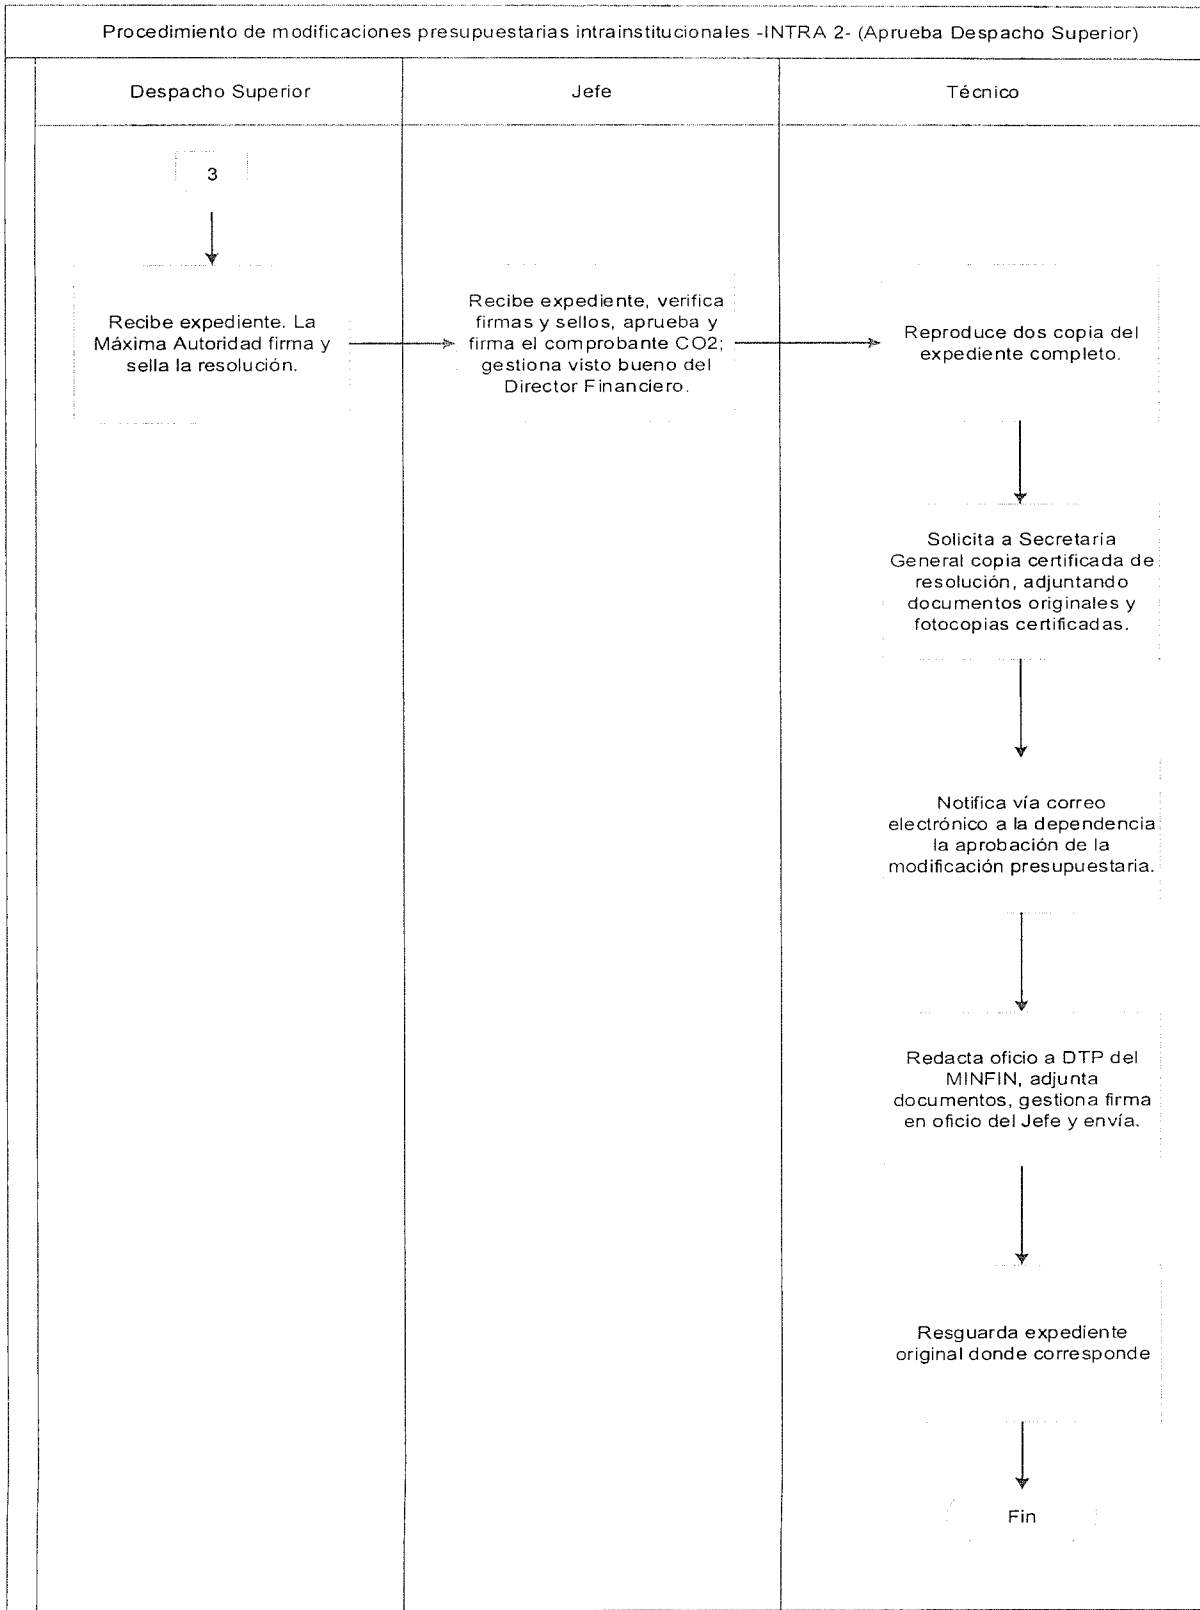 Procedimiento de modificaciones presupuestarias intrainstitucionales -INTRA 2- (Aprueba Despacho Superior)
Despacho Superior
Jefe
Técnico
3
Recibe expediente. La
Máxima Autoridad firma y
sella la resolución.
Recibe expediente, verifica
firmas y sellos, aprueba y
firma el comprobante CO2;
gestiona visto bueno del
Director Financiero.
Reproduce dos copia del
expediente completo.
Solicita a Secretaría
General copia certificada de
resolución, adjuntando
documentos originales y
fotocopias certificadas.
Notifica vía correo
electrónico a la dependencia
la aprobación de la
modificación presupuestaria.
Redacta oficio a DTP del
MINFIN, adjunta
documentos, gestiona firma
en oficio del Jefe y envía.
Resguarda expediente
original donde corresponde
Fin